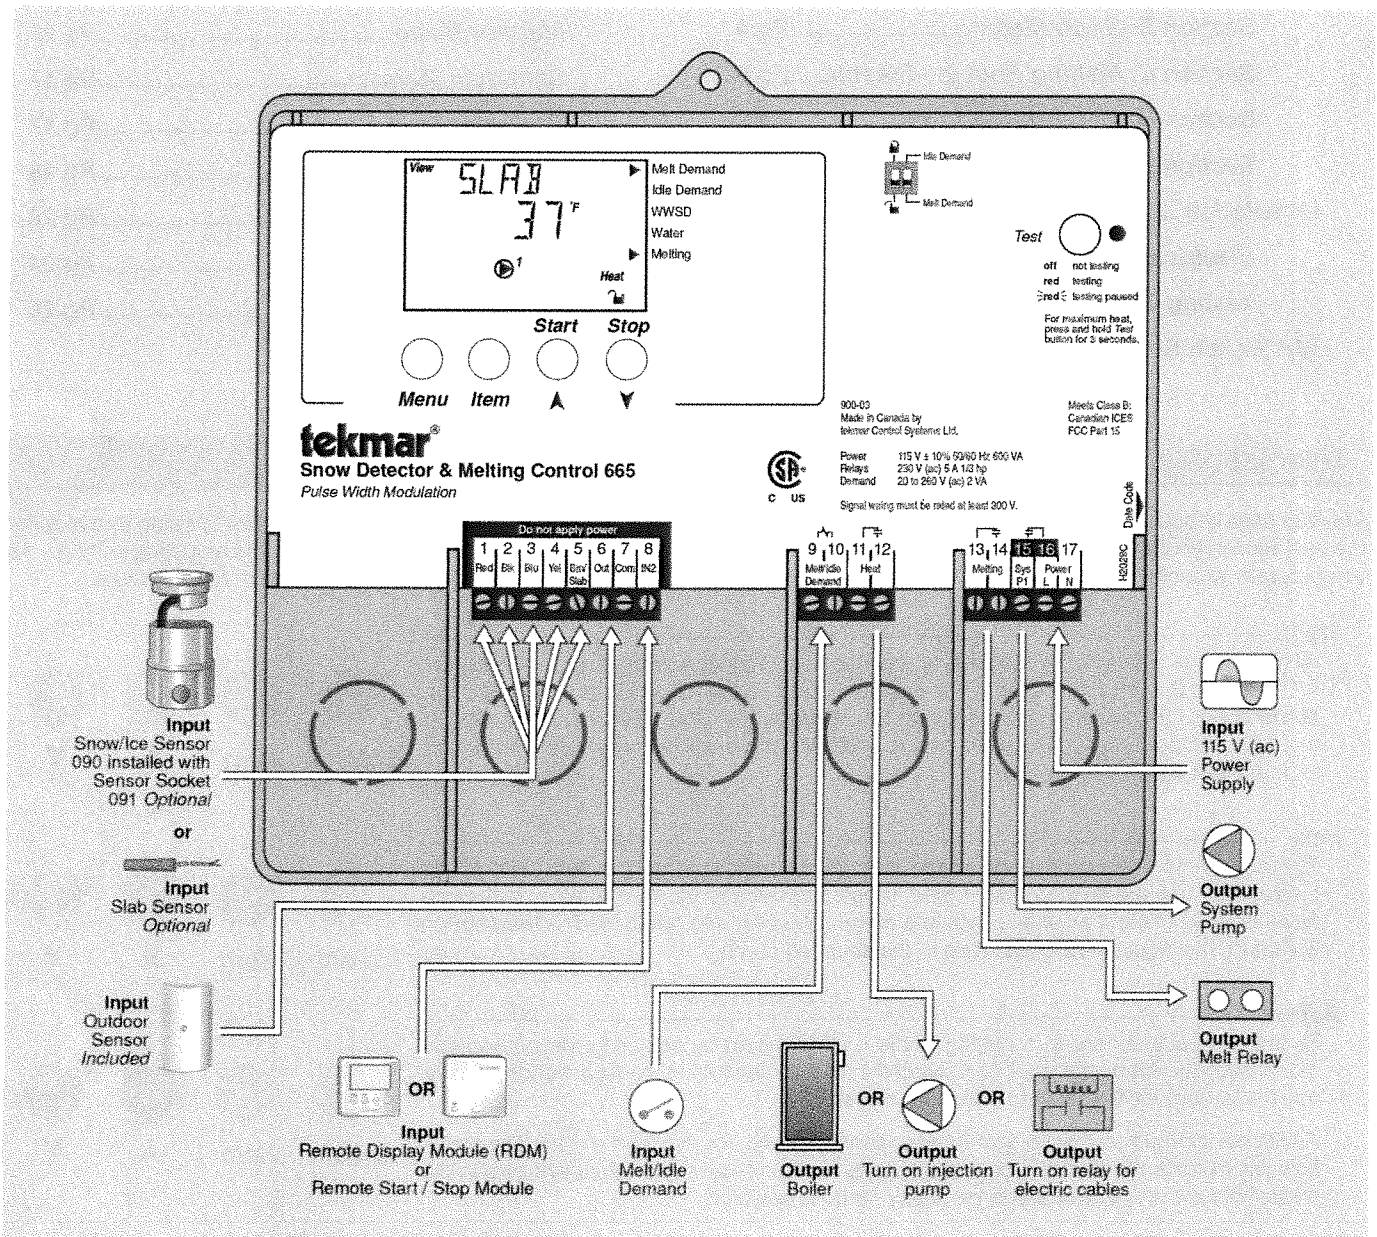 View
SLAB
37°F
1
Heat
Melt Demand
Idle Demand
WWSD
Water
Melting
Start Stop
Menu Item
Idle Demand
Melt Demand
Test
off not testing
red testing
red testing paused
For maximum heat,
press and hold Test
button for 3 seconds.
tekmar®
Snow Detector & Melting Control 665
Pulse Width Modulation
CSA
C US
900-03
Made in Canada by
tekmar Control Systems Ltd.
Meets Class B:
Canadian ICES
FCC Part 15
Power 115 V ± 10% 50/60 Hz 600 VA
Relays 230 V (ac) 5 A 1/3 hp
Demand 20 to 260 V (ac) 2 VA
Signal wiring must be rated at least 300 V.
Date Code
H2029C
Do not apply power
1 2 3 4 5 6 7 8
Red Blk Blu Yel Brn/ Out Com IN2
Slab
9 10 11 12
Melt/Idle Heat
Demand
13 14 15 16 17
Melting Sys Power
P1 L N
Input
Snow/Ice Sensor
090 installed with
Sensor Socket
091 Optional
or
Input
Slab Sensor
Optional
Input
Outdoor
Sensor
Included
OR
Input
Remote Display Module (RDM)
or
Remote Start / Stop Module
Input
Melt/Idle
Demand
Output
Boiler
OR
Output
Turn on injection
pump
OR
Output
Turn on relay for
electric cables
Input
115 V (ac)
Power
Supply
Output
System
Pump
Output
Melt Relay